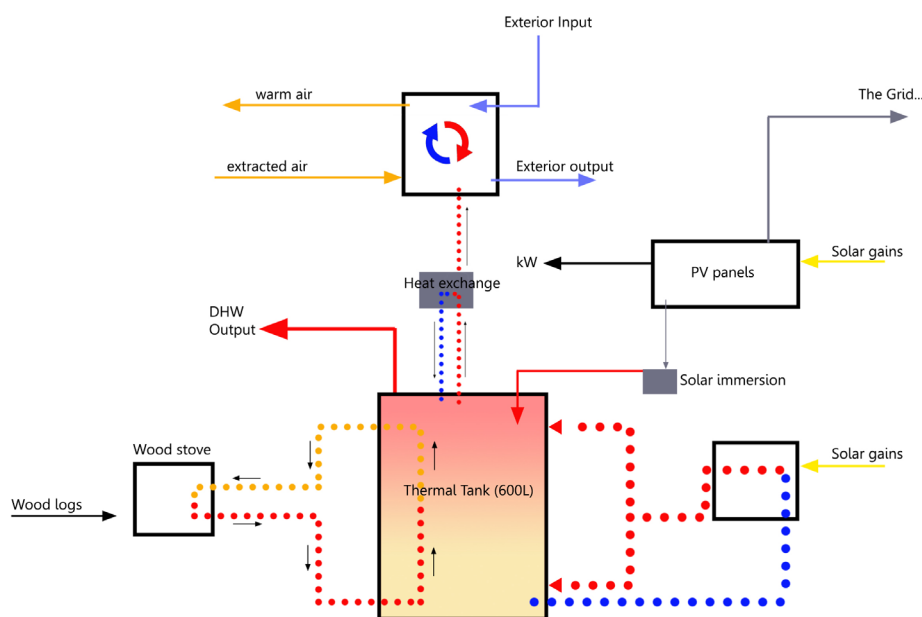 Exterior Input
warm air
The Grid...
extracted air
Exterior output
Solar gains
kW
PV panels
Heat exchange
DHW
Output
Solar immersion
Wood stove
Solar gains
Thermal Tank (600L)
Wood logs